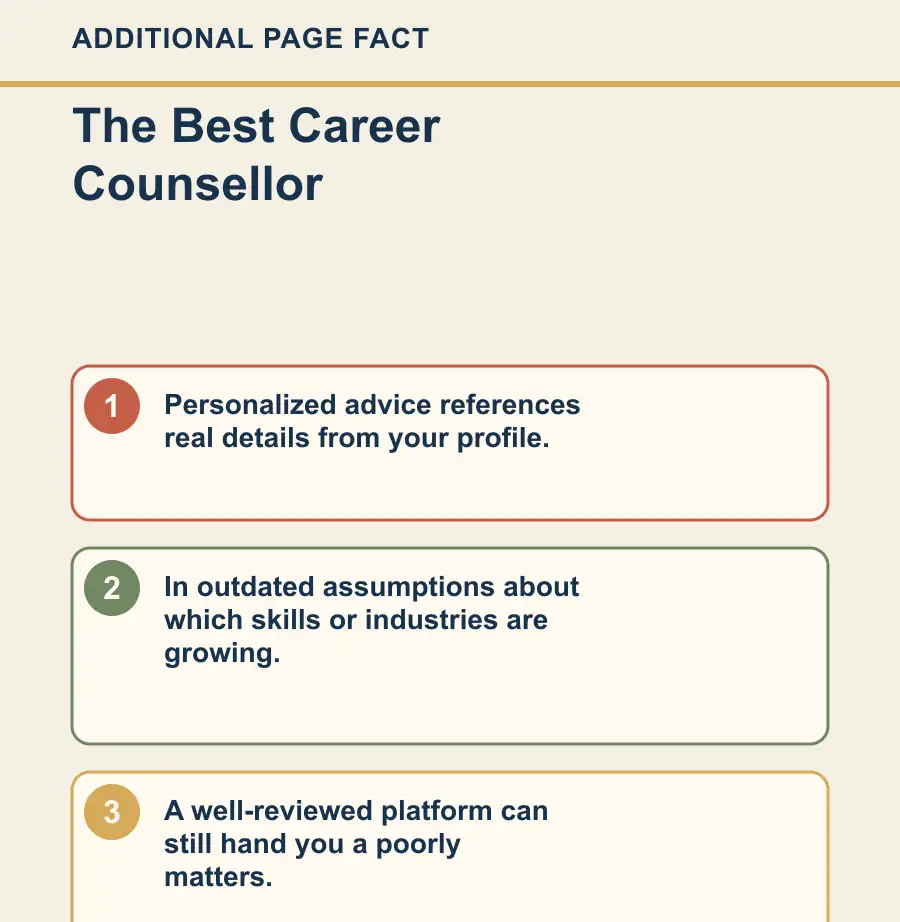 ADDITIONAL PAGE FACT
The Best Career
Counsellor
1
Personalized advice references
real details from your profile.
2
In outdated assumptions about
which skills or industries are
growing.
3
A well-reviewed platform can
still hand you a poorly
matters.